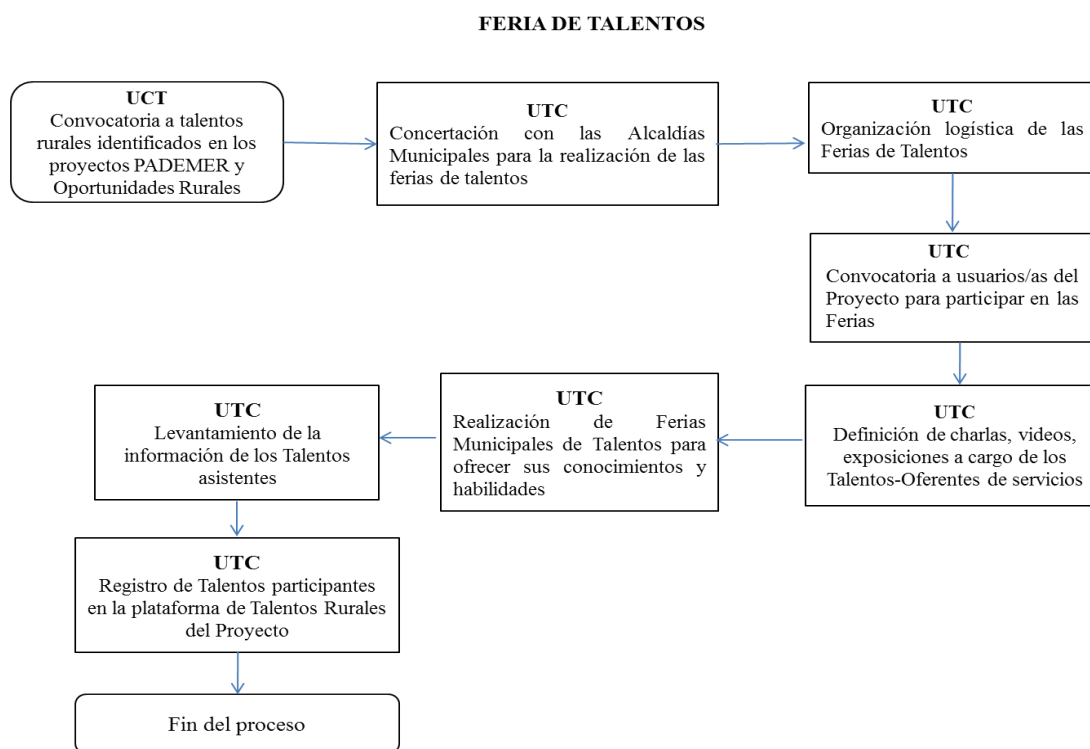 FERIA DE TALENTOS
UCT
Convocatoria a talentos
rurales identificados en los
proyectos PADEMER y
Oportunidades Rurales
UTC
Concertación con las Alcaldías
Municipales para la realización de las
ferias de talentos
UTC
Organización logística de las
Ferias de Talentos
UTC
Convocatoria a usuarios/as del
Proyecto para participar en las
Ferias
UTC
Definición de charlas, videos,
exposiciones a cargo de los
Talentos-Oferentes de servicios
UTC
Realización de Ferias
Municipales de Talentos para
ofrecer sus conocimientos y
habilidades
UTC
Levantamiento de la
información de los Talentos
asistentes
UTC
Registro de Talentos participantes
en la plataforma de Talentos Rurales
del Proyecto
Fin del proceso